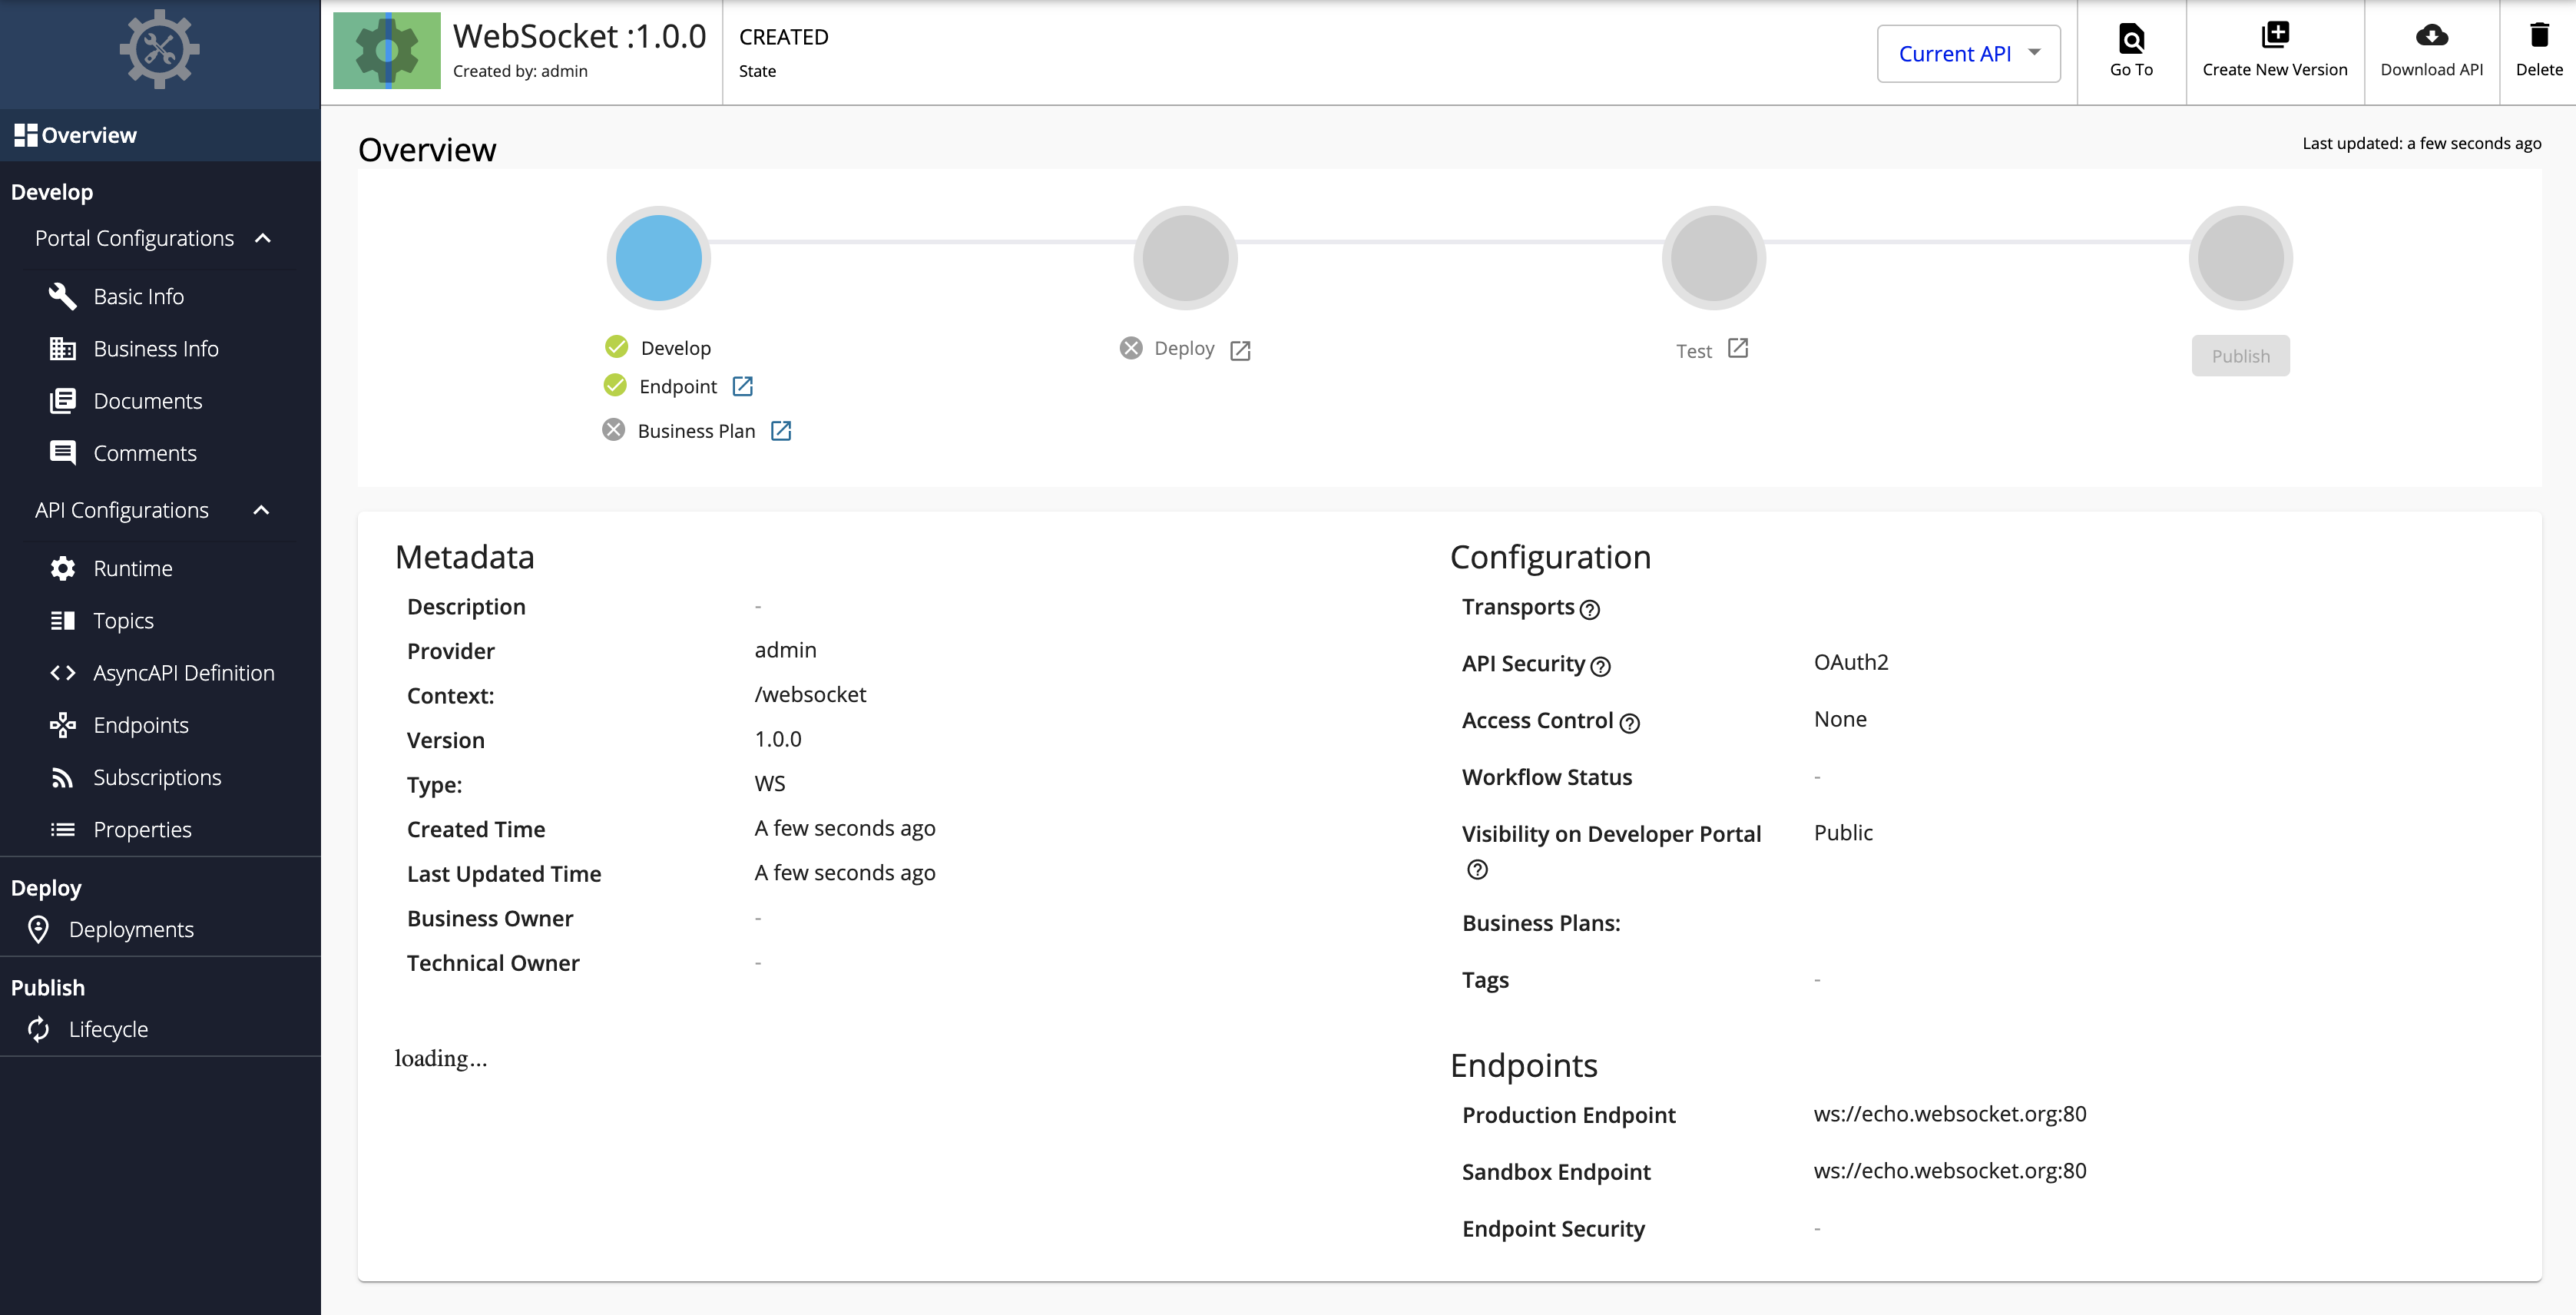 WebSocket :1.0.0
Created by: admin
CREATED
State
Current API
Go To
Create New Version
Download API
Delete
Overview
Develop
Portal Configurations
Basic Info
Business Info
Documents
Comments
API Configurations
Runtime
Topics
AsyncAPI Definition
Endpoints
Subscriptions
Properties
Deploy
Deployments
Publish
Lifecycle
Overview
Last updated: a few seconds ago
Develop
Endpoint
Business Plan
Deploy
Test
Publish
Metadata
Description -
Provider admin
Context: /websocket
Version 1.0.0
Type: WS
Created Time A few seconds ago
Last Updated Time A few seconds ago
Business Owner -
Technical Owner -
loading...
Configuration
Transports
API Security OAuth2
Access Control None
Workflow Status -
Visibility on Developer Portal Public
Business Plans:
Tags -
Endpoints
Production Endpoint ws://echo.websocket.org:80
Sandbox Endpoint ws://echo.websocket.org:80
Endpoint Security -